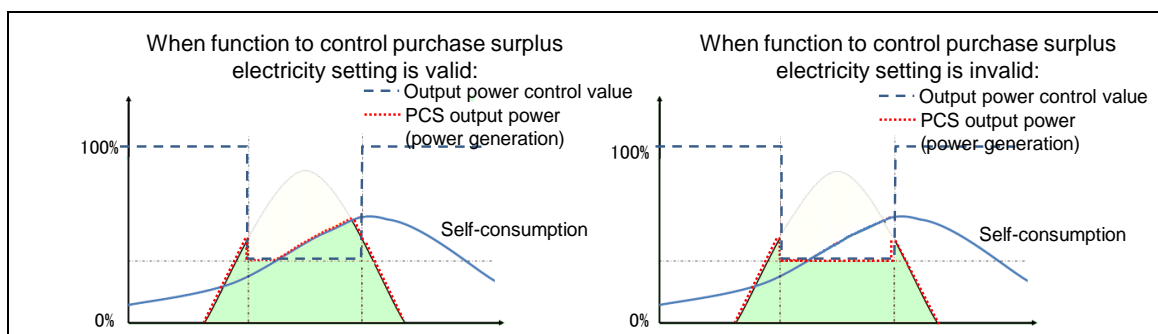 When function to control purchase surplus
electricity setting is valid:
Output power control value
PCS output power
(power generation)
100%
Self-consumption
0%
When function to control purchase surplus
electricity setting is invalid:
Output power control value
PCS output power
(power generation)
100%
Self-consumption
0%